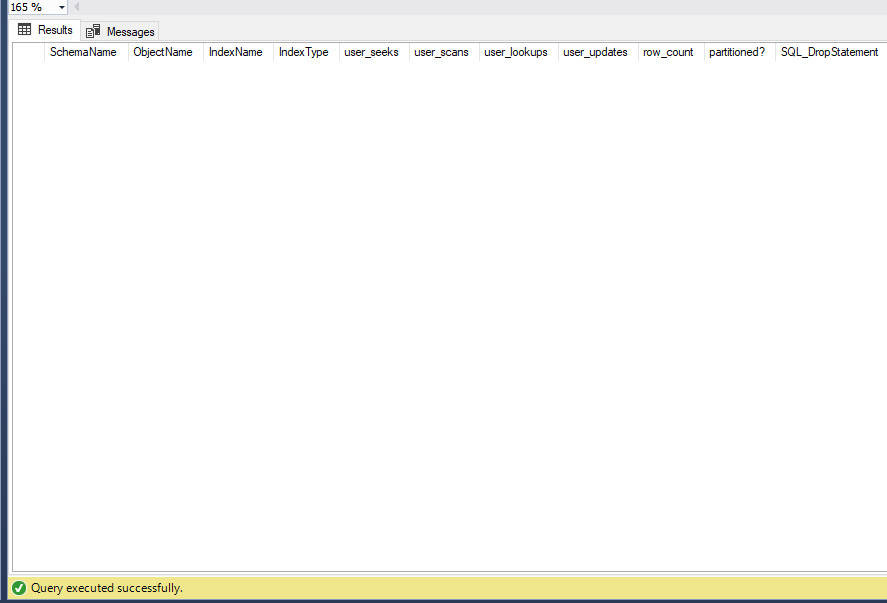 165 %
Results Messages
SchemaName ObjectName IndexName IndexType user_seeks user_scans user_lookups user_updates row_count partitioned? SQL_DropStatement
Query executed successfully.